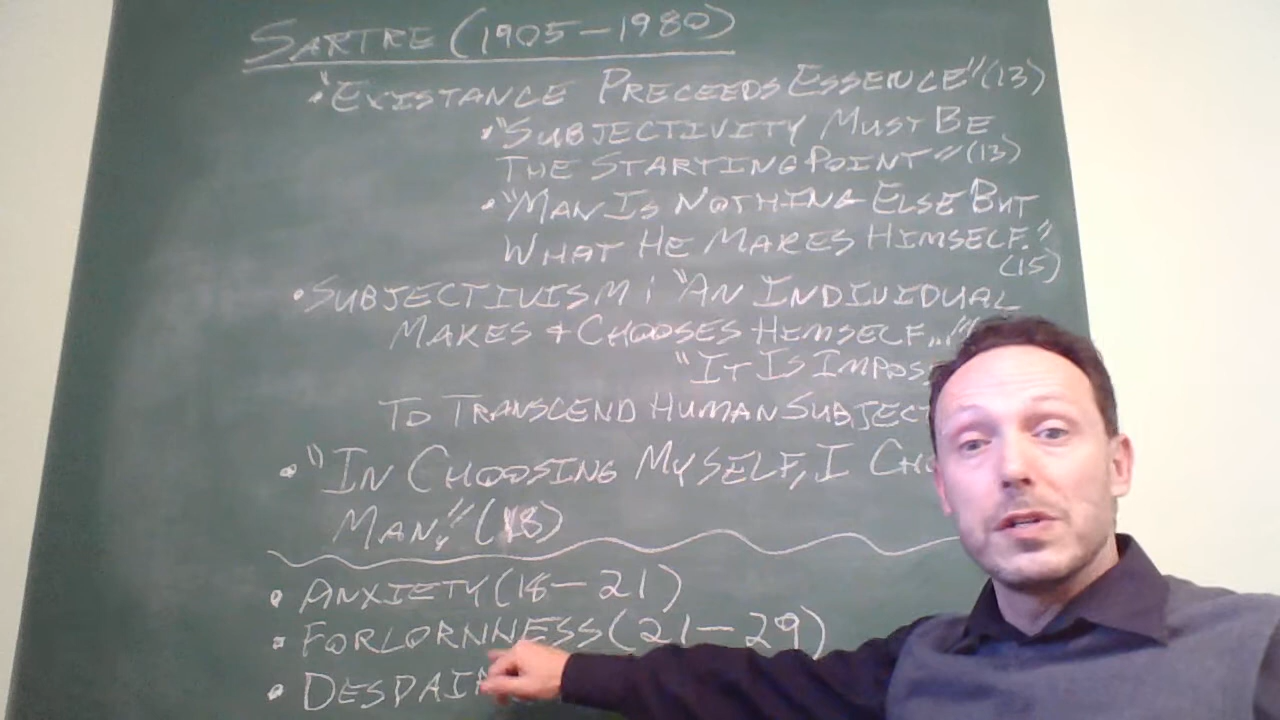 SARTRE (1905-1980)
• "EXISTANCE PRECEEDS ESSENCE" (13)
• "SUBJECTIVITY MUST BE
THE STARTING POINT" (13)
• "MAN IS NOTHING ELSE BUT
WHAT HE MAKES HIMSELF."
(15)
• SUBJECTIVISM: "AN INDIVIDUAL
MAKES + CHOOSES HEMSELF..."
"IT IS IMPOS
TO TRANSCEND HUMAN SUBJECT
• "IN CHOOSING MYSELF, I CHO
MAN." (18)
• ANXIETY (18-21)
• FORLORNNESS (21-29)
• DESPAI